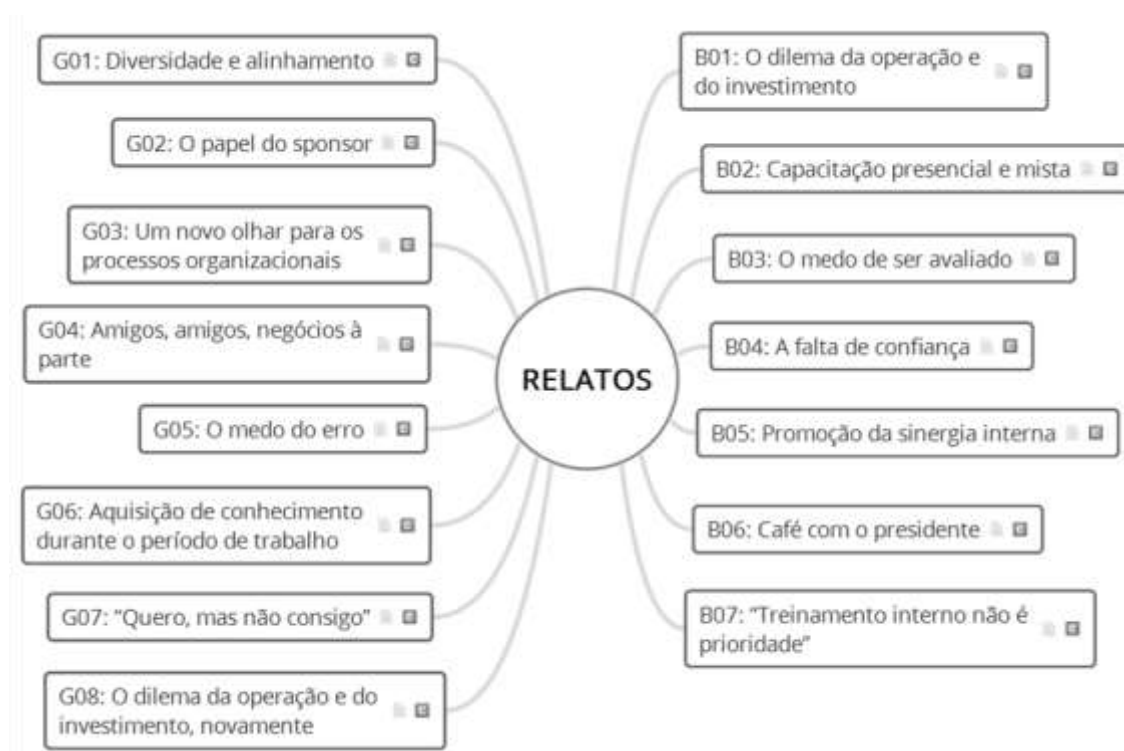 G01: Diversidade e alinhamento
G02: O papel do sponsor
G03: Um novo olhar para os
processos organizacionais
G04: Amigos, amigos, negócios à
parte
G05: O medo do erro
G06: Aquisição de conhecimento
durante o período de trabalho
G07: “Quero, mas não consigo”
G08: O dilema da operação e do
investimento, novamente
RELATOS
B01: O dilema da operação e
do investimento
B02: Capacitação presencial e mista
B03: O medo de ser avaliado
B04: A falta de confiança
B05: Promoção da sinergia interna
B06: Café com o presidente
B07: “Treinamento interno não é
prioridade”